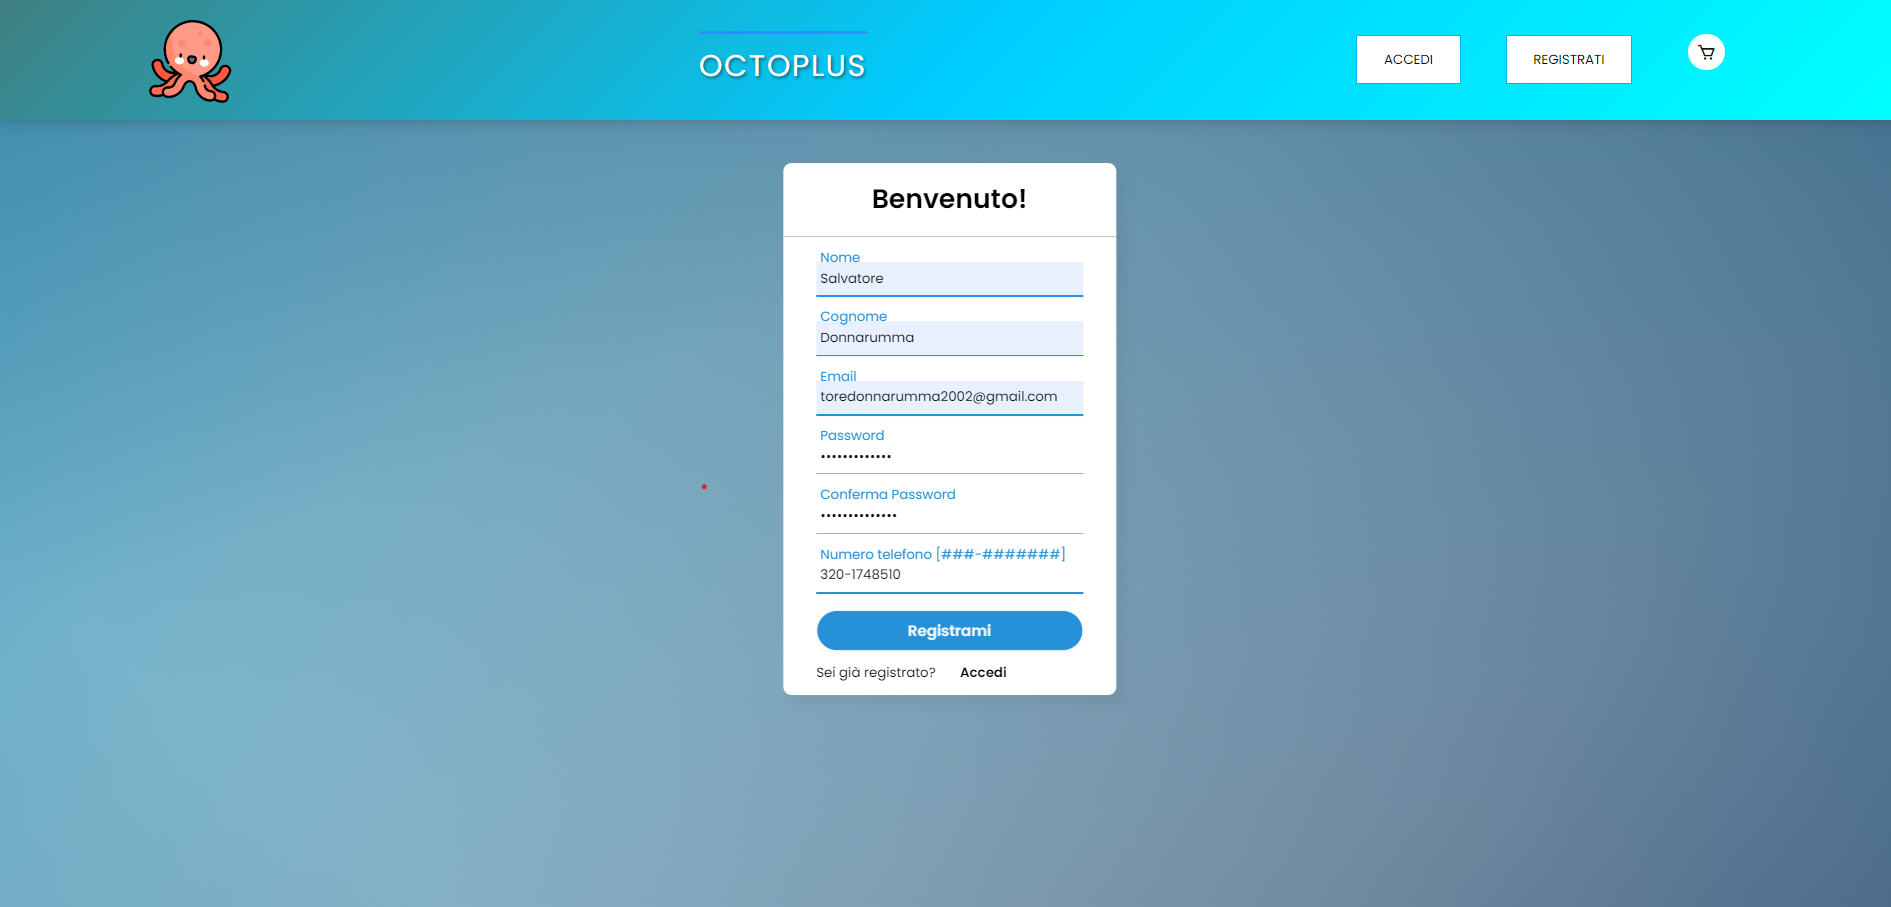 OCTOPLUS
ACCEDI
REGISTRATI
Benvenuto!
Nome
Salvatore
Cognome
Donnarumma
Email
toredonnarumma2002@gmail.com
Password
•••••••••••••
Conferma Password
••••••••••••••
Numero telefono [###-#######]
320-1748510
Registrami
Sei già registrato? Accedi